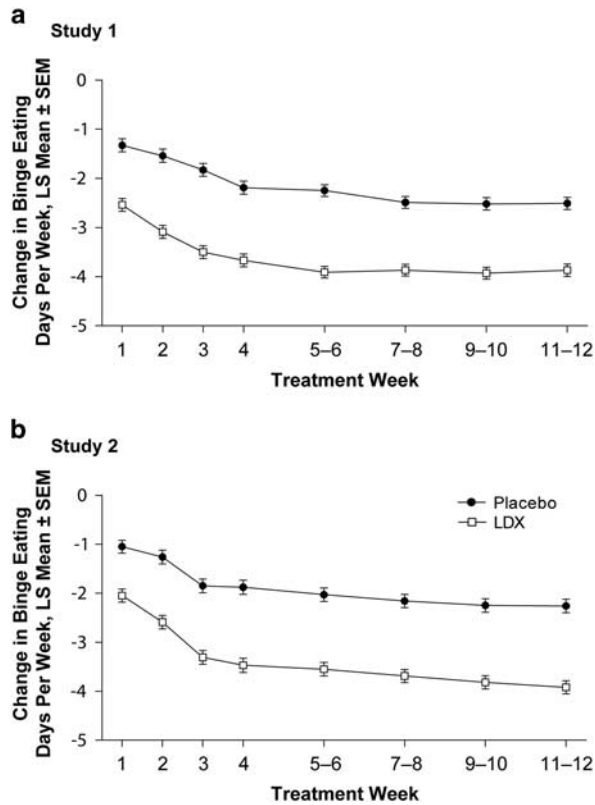 a
Study 1
Change in Binge Eating
Days Per Week, LS Mean ± SEM
0
-1
-2
-3
-4
-5
1 2 3 4 5–6 7–8 9–10 11–12
Treatment Week
b
Study 2
Change in Binge Eating
Days Per Week, LS Mean ± SEM
0
-1
-2
-3
-4
-5
Placebo
LDX
1 2 3 4 5–6 7–8 9–10 11–12
Treatment Week